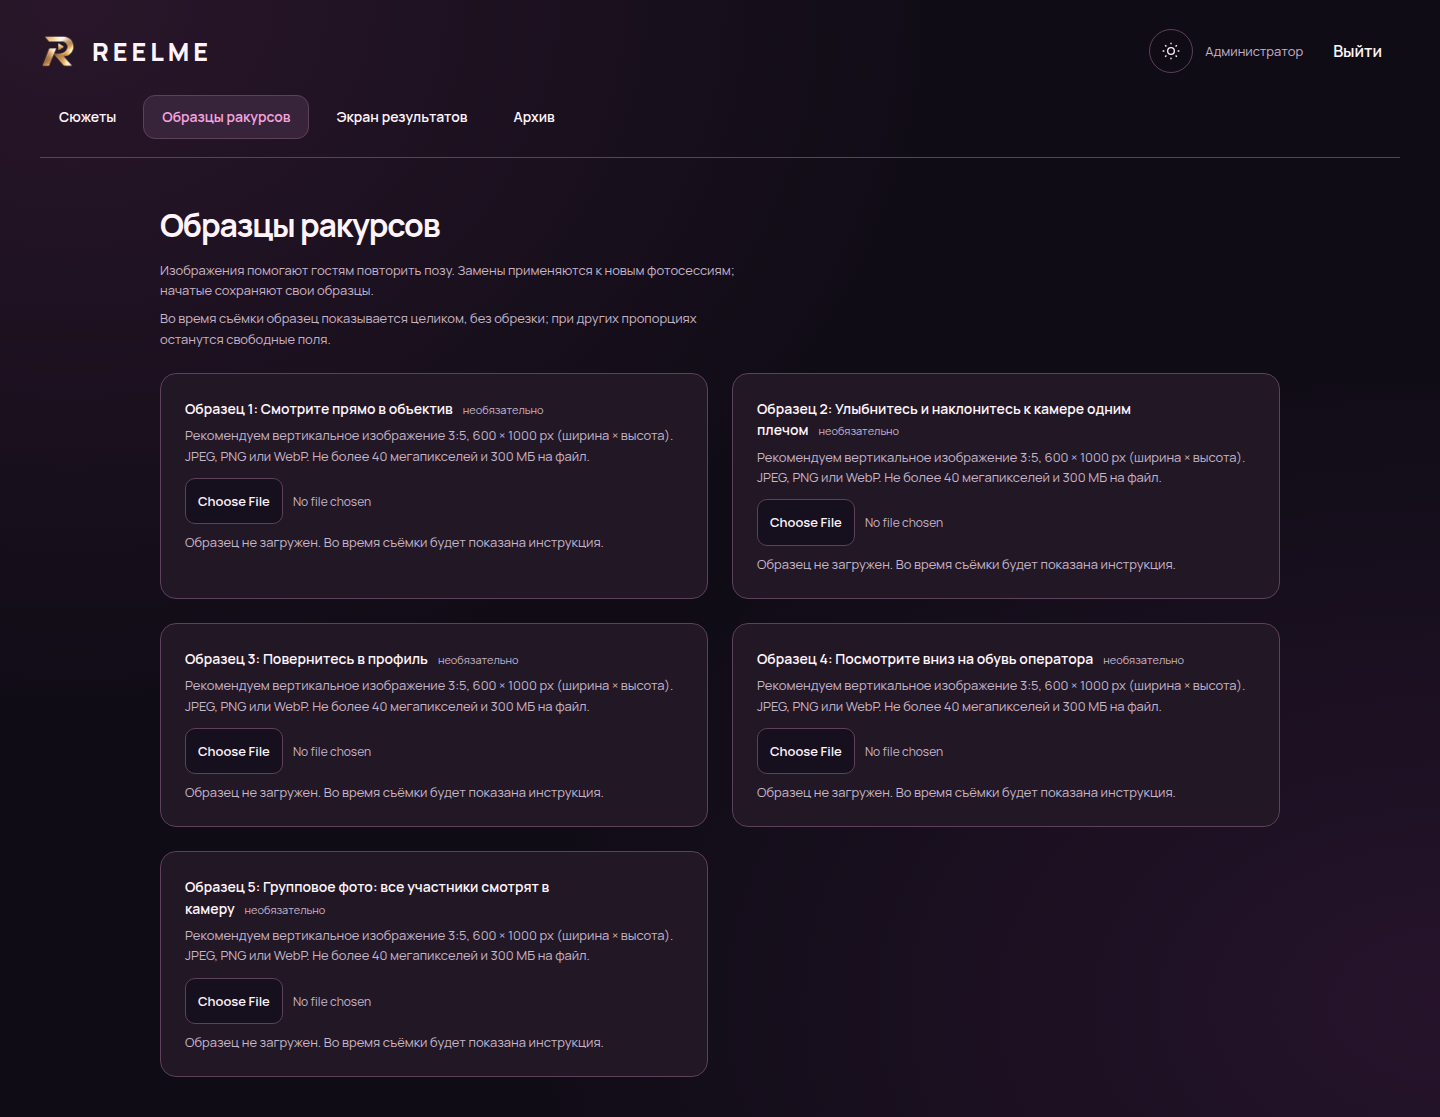 REELME
Администратор
Выйти
Сюжеты
Образцы ракурсов
Экран результатов
Архив
Образцы ракурсов
Изображения помогают гостям повторить позу. Замены применяются к новым фотосессиям;
начатые сохраняют свои образцы.
Во время съёмки образец показывается целиком, без обрезки; при других пропорциях
останутся свободные поля.
Образец 1: Смотрите прямо в объектив необязательно
Рекомендуем вертикальное изображение 3:5, 600 × 1000 px (ширина × высота).
JPEG, PNG или WebP. Не более 40 мегапикселей и 300 МБ на файл.
Choose File No file chosen
Образец не загружен. Во время съёмки будет показана инструкция.
Образец 2: Улыбнитесь и наклонитесь к камере одним
плечом необязательно
Рекомендуем вертикальное изображение 3:5, 600 × 1000 px (ширина × высота).
JPEG, PNG или WebP. Не более 40 мегапикселей и 300 МБ на файл.
Choose File No file chosen
Образец не загружен. Во время съёмки будет показана инструкция.
Образец 3: Повернитесь в профиль необязательно
Рекомендуем вертикальное изображение 3:5, 600 × 1000 px (ширина × высота).
JPEG, PNG или WebP. Не более 40 мегапикселей и 300 МБ на файл.
Choose File No file chosen
Образец не загружен. Во время съёмки будет показана инструкция.
Образец 4: Посмотрите вниз на обувь оператора необязательно
Рекомендуем вертикальное изображение 3:5, 600 × 1000 px (ширина × высота).
JPEG, PNG или WebP. Не более 40 мегапикселей и 300 МБ на файл.
Choose File No file chosen
Образец не загружен. Во время съёмки будет показана инструкция.
Образец 5: Групповое фото: все участники смотрят в
камеру необязательно
Рекомендуем вертикальное изображение 3:5, 600 × 1000 px (ширина × высота).
JPEG, PNG или WebP. Не более 40 мегапикселей и 300 МБ на файл.
Choose File No file chosen
Образец не загружен. Во время съёмки будет показана инструкция.